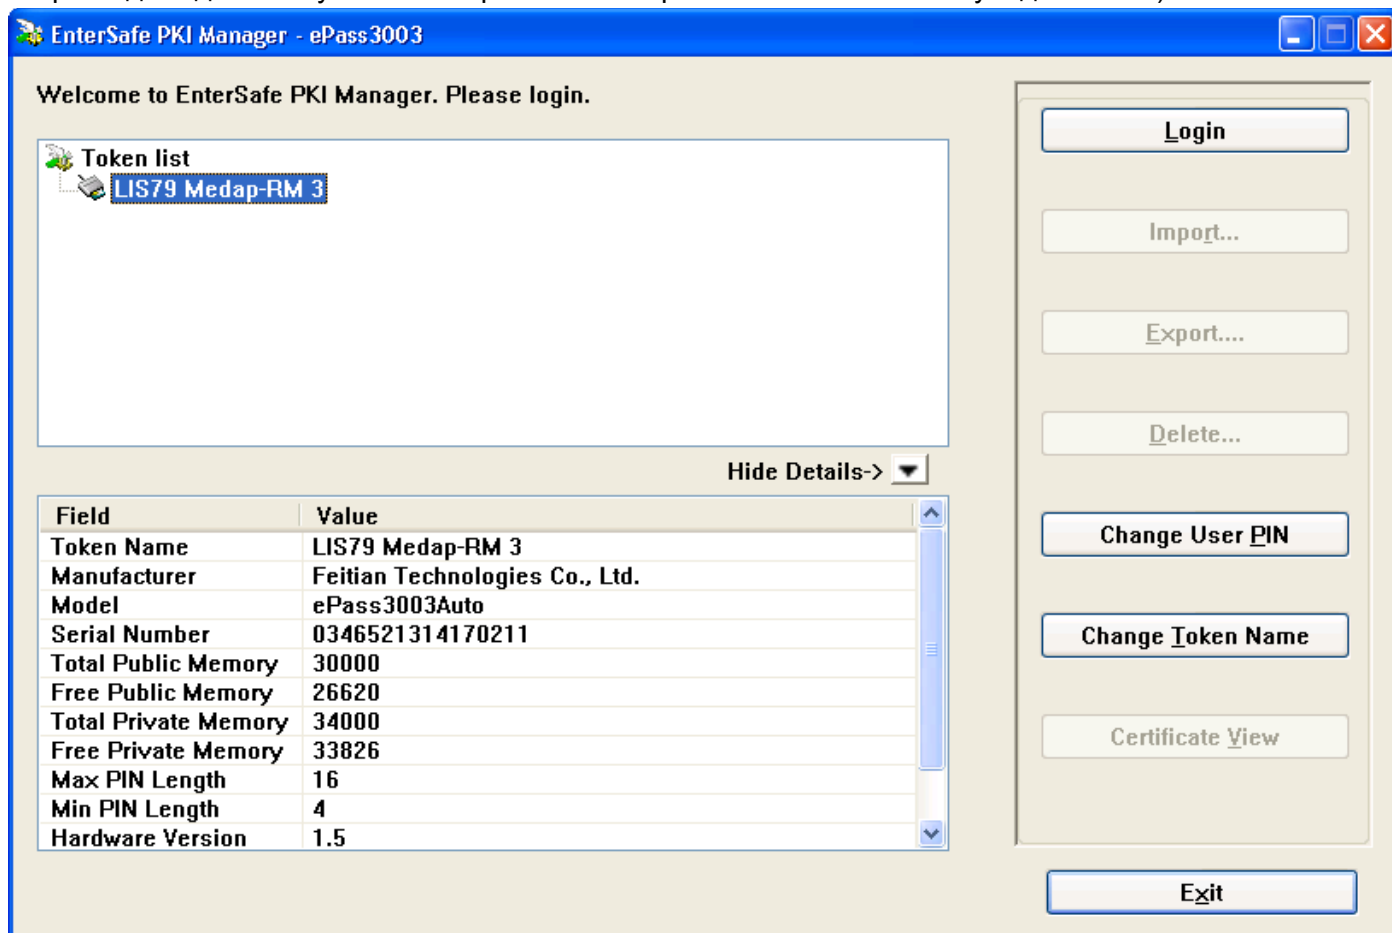 EnterSafe PKI Manager - ePass3003
Welcome to EnterSafe PKI Manager. Please login.
Token list
LIS79 Medap-RM 3
Hide Details->
Field Value
Token Name LIS79 Medap-RM 3
Manufacturer Feitian Technologies Co., Ltd.
Model ePass3003Auto
Serial Number 0346521314170211
Total Public Memory 30000
Free Public Memory 26620
Total Private Memory 34000
Free Private Memory 33826
Max PIN Length 16
Min PIN Length 4
Hardware Version 1.5
Login
Import...
Export....
Delete...
Change User PIN
Change Token Name
Certificate View
Exit